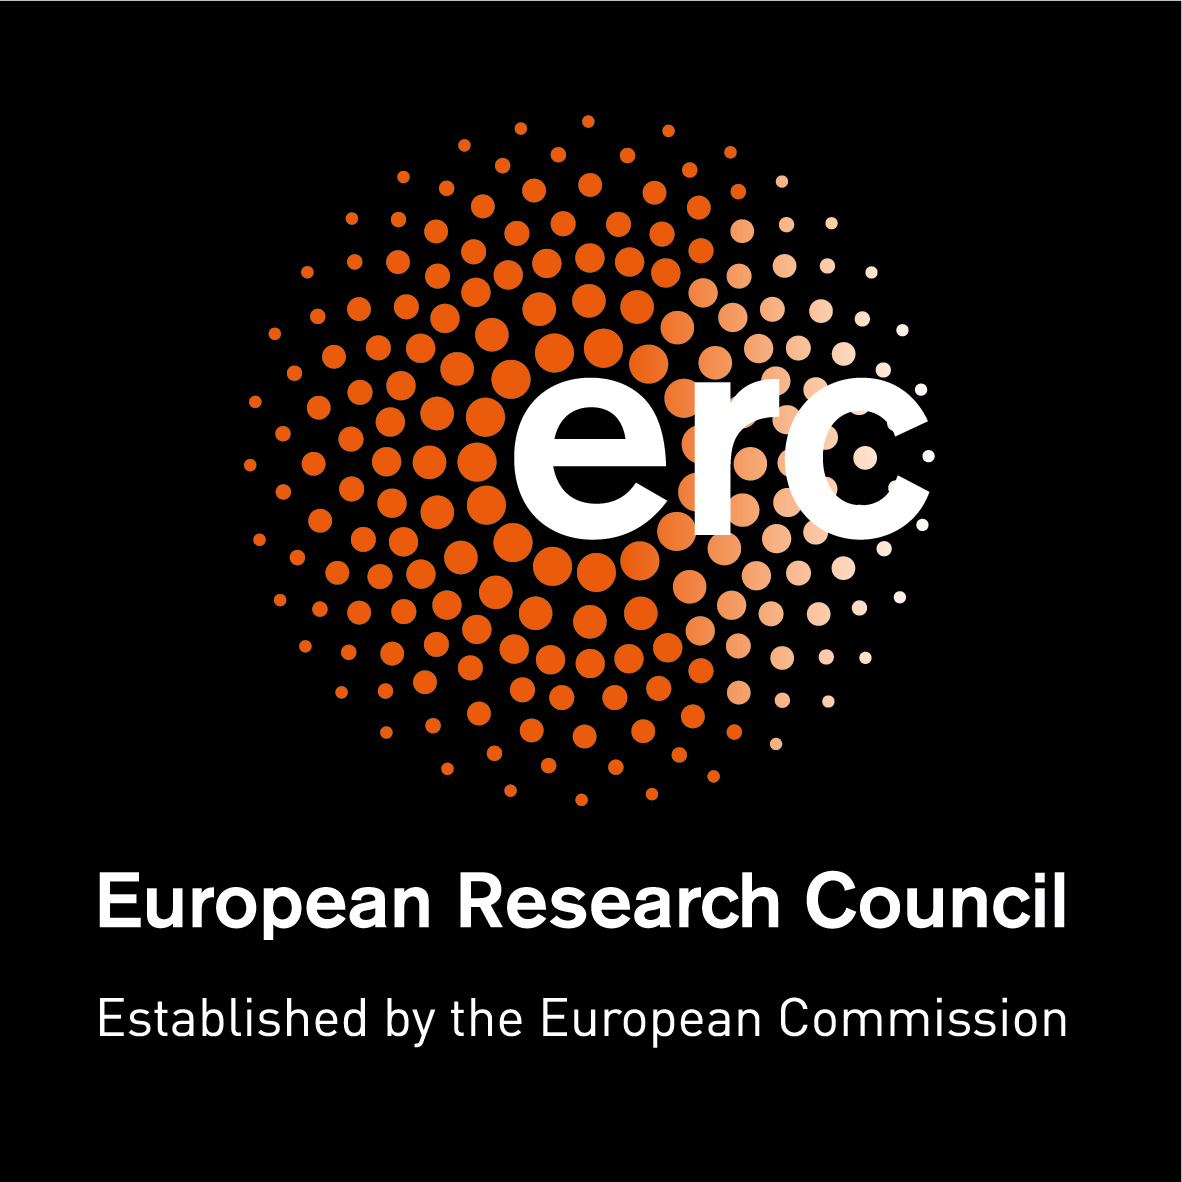 erc
European Research Council
Established by the European Commission